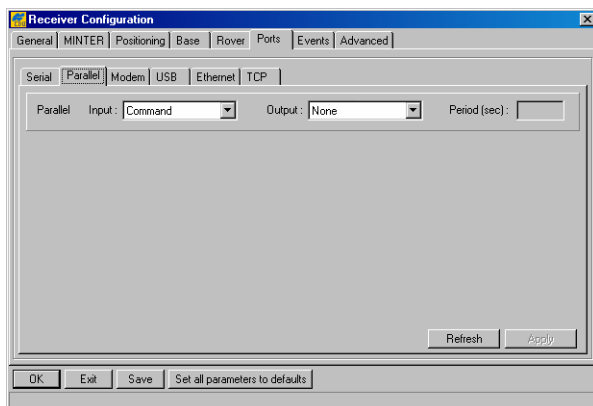 Receiver Configuration
General MINTER Positioning Base Rover Ports Events Advanced
Serial Parallel Modem USB Ethernet TCP
Parallel Input : Command Output : None Period (sec) :
Refresh Apply
OK Exit Save Set all parameters to defaults